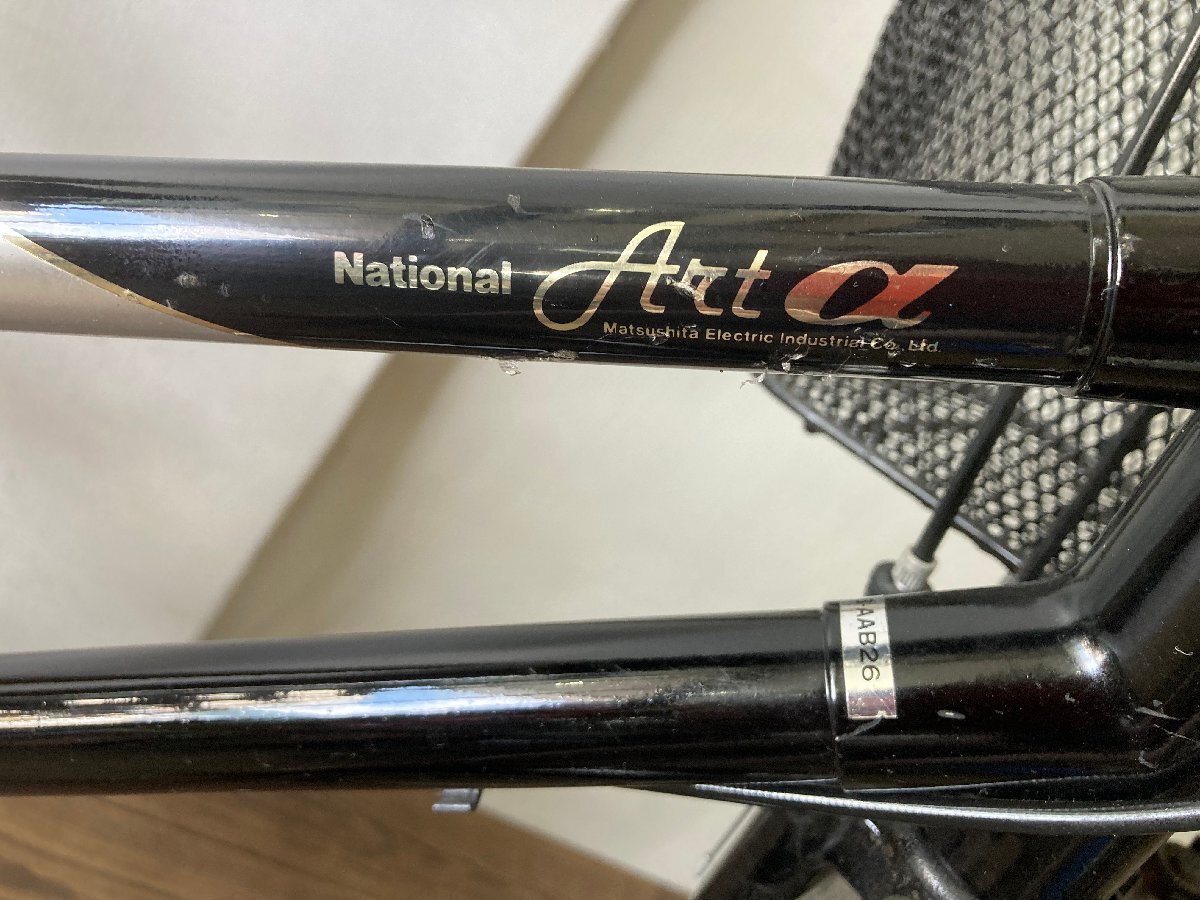 National Art α
Matsushita Electric Industrial Co., Ltd.
AAB26